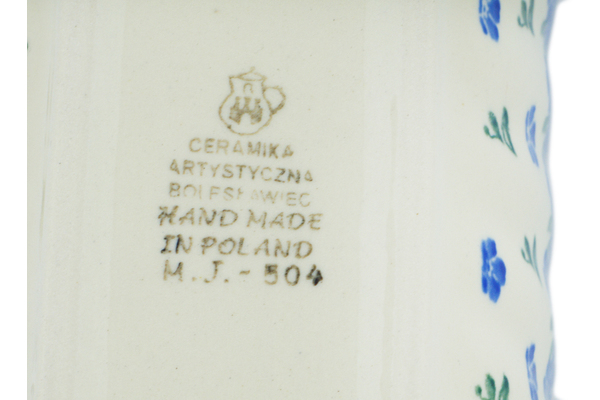 CERAMIKA
ARTYSTYCZNA
BOLESŁAWIEC
HAND MADE
IN POLAND
M.J.-504